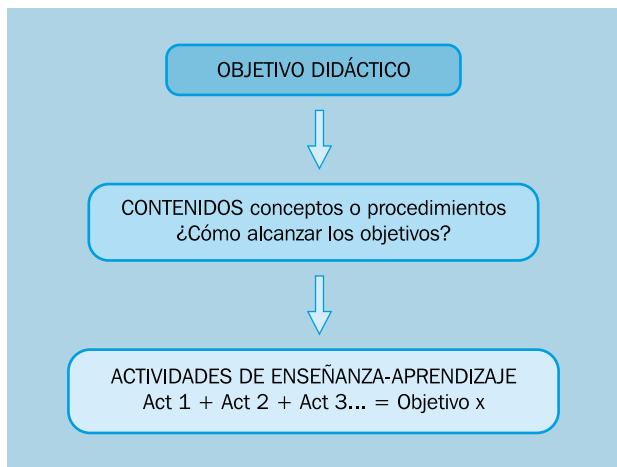 OBJETIVO DIDÁCTICO
CONTENIDOS conceptos o procedimientos
¿Cómo alcanzar los objetivos?
ACTIVIDADES DE ENSEÑANZA-APRENDIZAJE
Act 1 + Act 2 + Act 3... = Objetivo x